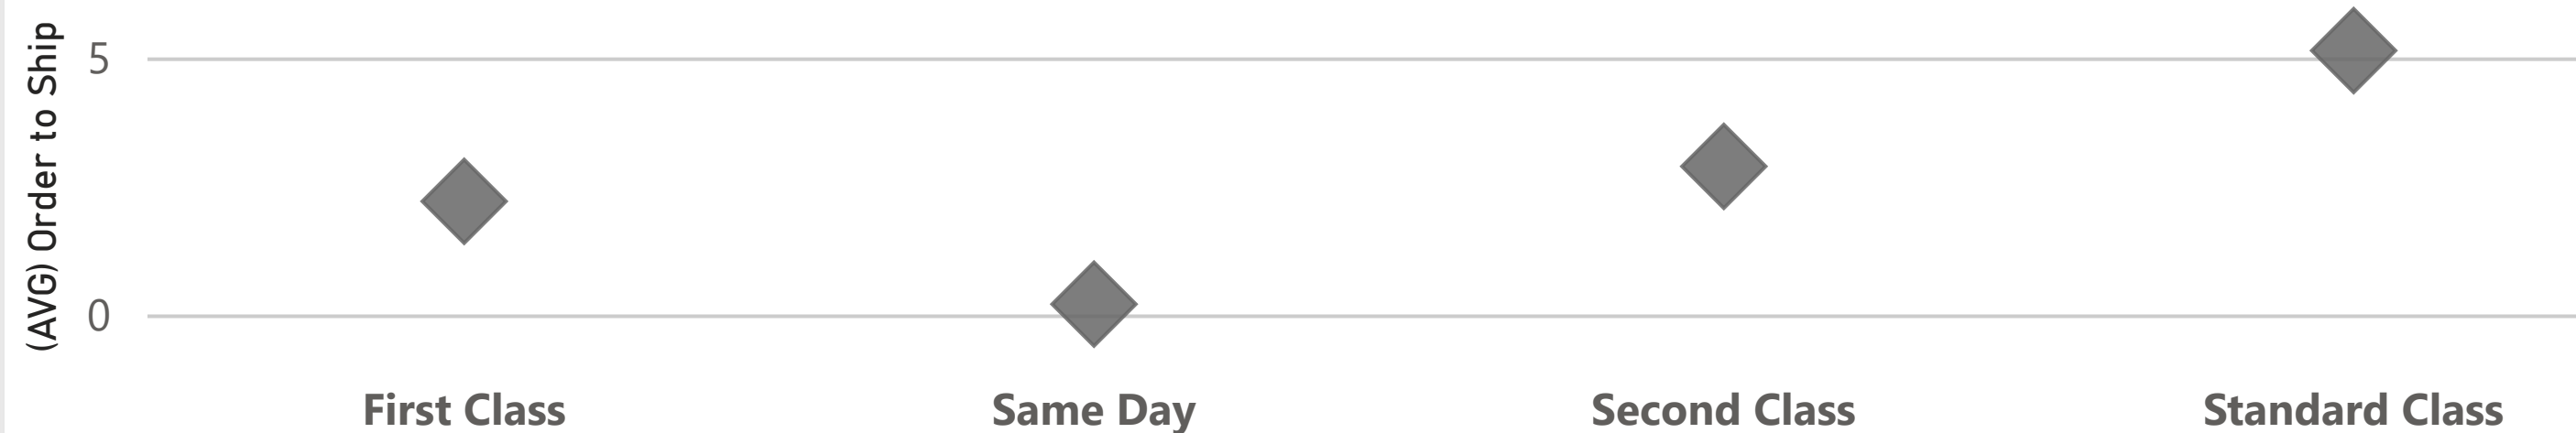 (AVG) Order to Ship
5
0
First Class
Same Day
Second Class
Standard Class